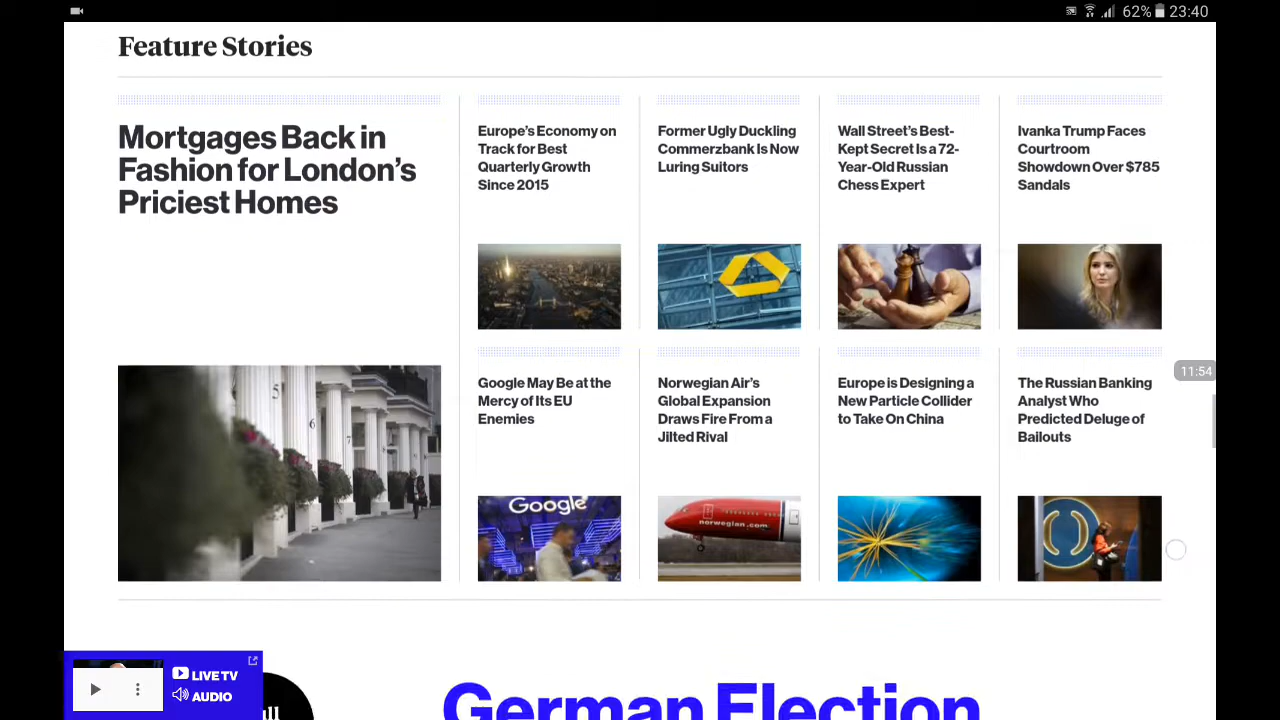 62% 23:40
Feature Stories
Mortgages Back in
Fashion for London's
Priciest Homes
Europe's Economy on
Track for Best
Quarterly Growth
Since 2015
Former Ugly Duckling
Commerzbank Is Now
Luring Suitors
Wall Street's Best-
Kept Secret Is a 72-
Year-Old Russian
Chess Expert
Ivanka Trump Faces
Courtroom
Showdown Over $785
Sandals
11:54
5
6
7
Google May Be at the
Mercy of Its EU
Enemies
Google
Norwegian Air's
Global Expansion
Draws Fire From a
Jilted Rival
norwegian.com
Europe is Designing a
New Particle Collider
to Take On China
The Russian Banking
Analyst Who
Predicted Deluge of
Bailouts
LIVE TV
AUDIO
German Election